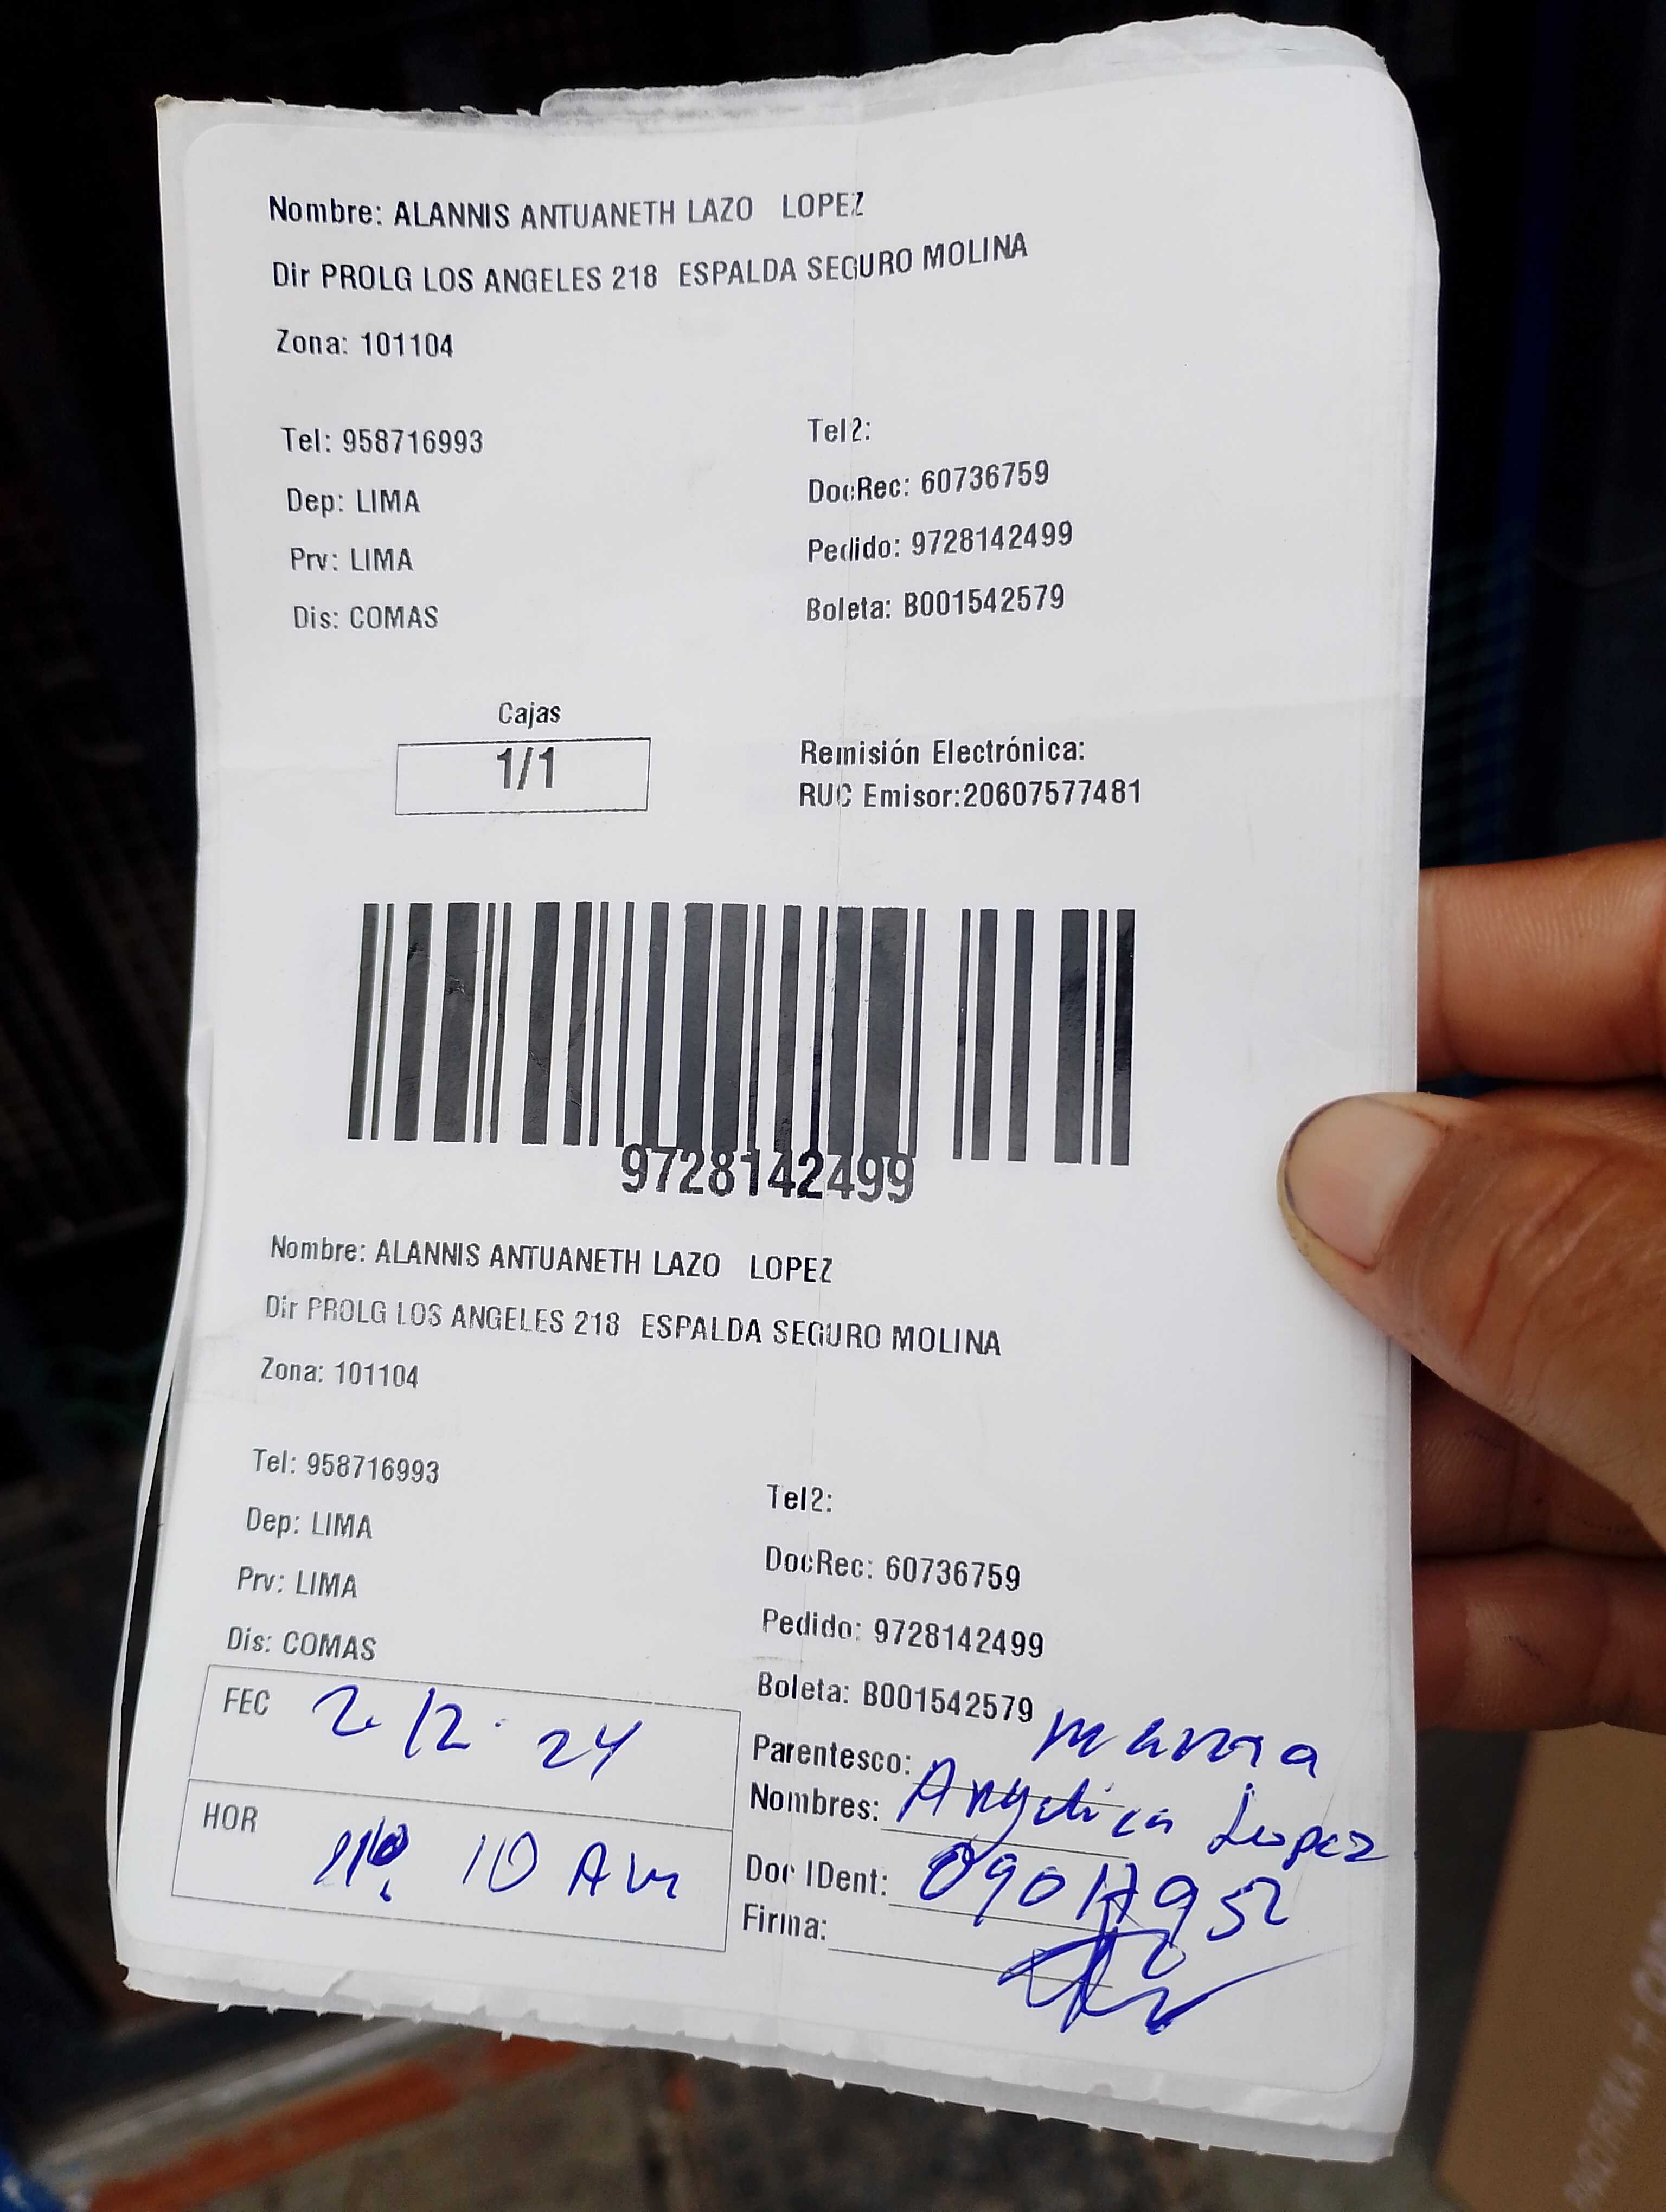 Nombre: ALANNIS ANTUANETH LAZO LOPEZ
Dir PROLG LOS ANGELES 218 ESPALDA SEGURO MOLINA
Zona: 101104
Tel: 958716993
Tel2:
DocRec: 60736759
Dep: LIMA
Pedido: 9728142499
Prv: LIMA
Boleta: B001542579
Dis: COMAS
Cajas
1/1
Remisión Electrónica:
RUC Emisor:20607577481
9728142499
Nombre: ALANNIS ANTUANETH LAZO LOPEZ
Dir PROLG LOS ANGELES 218 ESPALDA SEGURO MOLINA
Zona: 101104
Tel: 958716993
Tel2:
Dep: LIMA
DocRec: 60736759
Prv: LIMA
Pedido: 9728142499
Dis: COMAS
Boleta: B001542579
FEC 2.12.24
Parentesco: mama
Nombres: Angelica Lopez
HOR 10 Am
Doc IDent:
Firma: